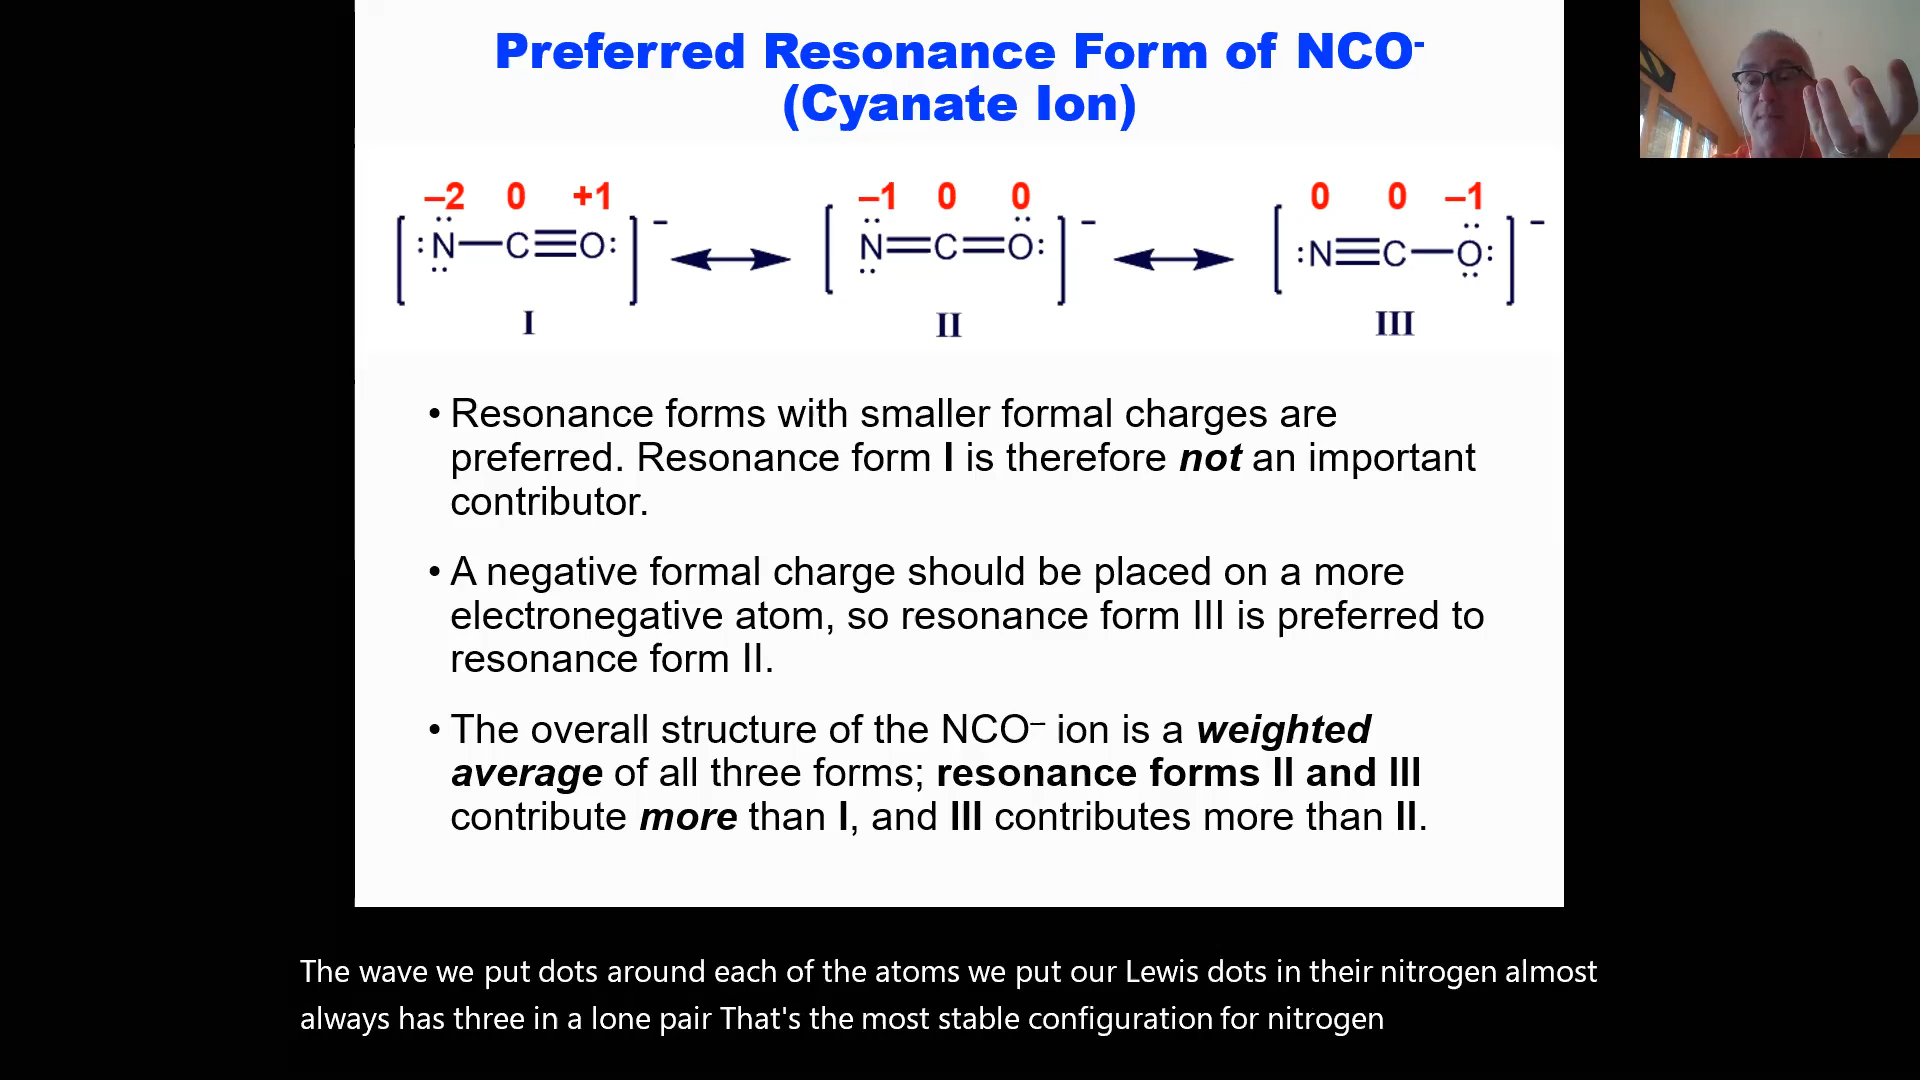 Preferred Resonance Form of NCO-
(Cyanate Ion)
–2 0 +1 –1 0 0 0 0 –1
[:N—C≡O:]– ↔ [N=C=O:]– ↔ [:N≡C—O:]–
I II III
• Resonance forms with smaller formal charges are
preferred. Resonance form I is therefore not an important
contributor.
• A negative formal charge should be placed on a more
electronegative atom, so resonance form III is preferred to
resonance form II.
• The overall structure of the NCO– ion is a weighted
average of all three forms; resonance forms II and III
contribute more than I, and III contributes more than II.
The wave we put dots around each of the atoms we put our Lewis dots in their nitrogen almost
always has three in a lone pair That's the most stable configuration for nitrogen